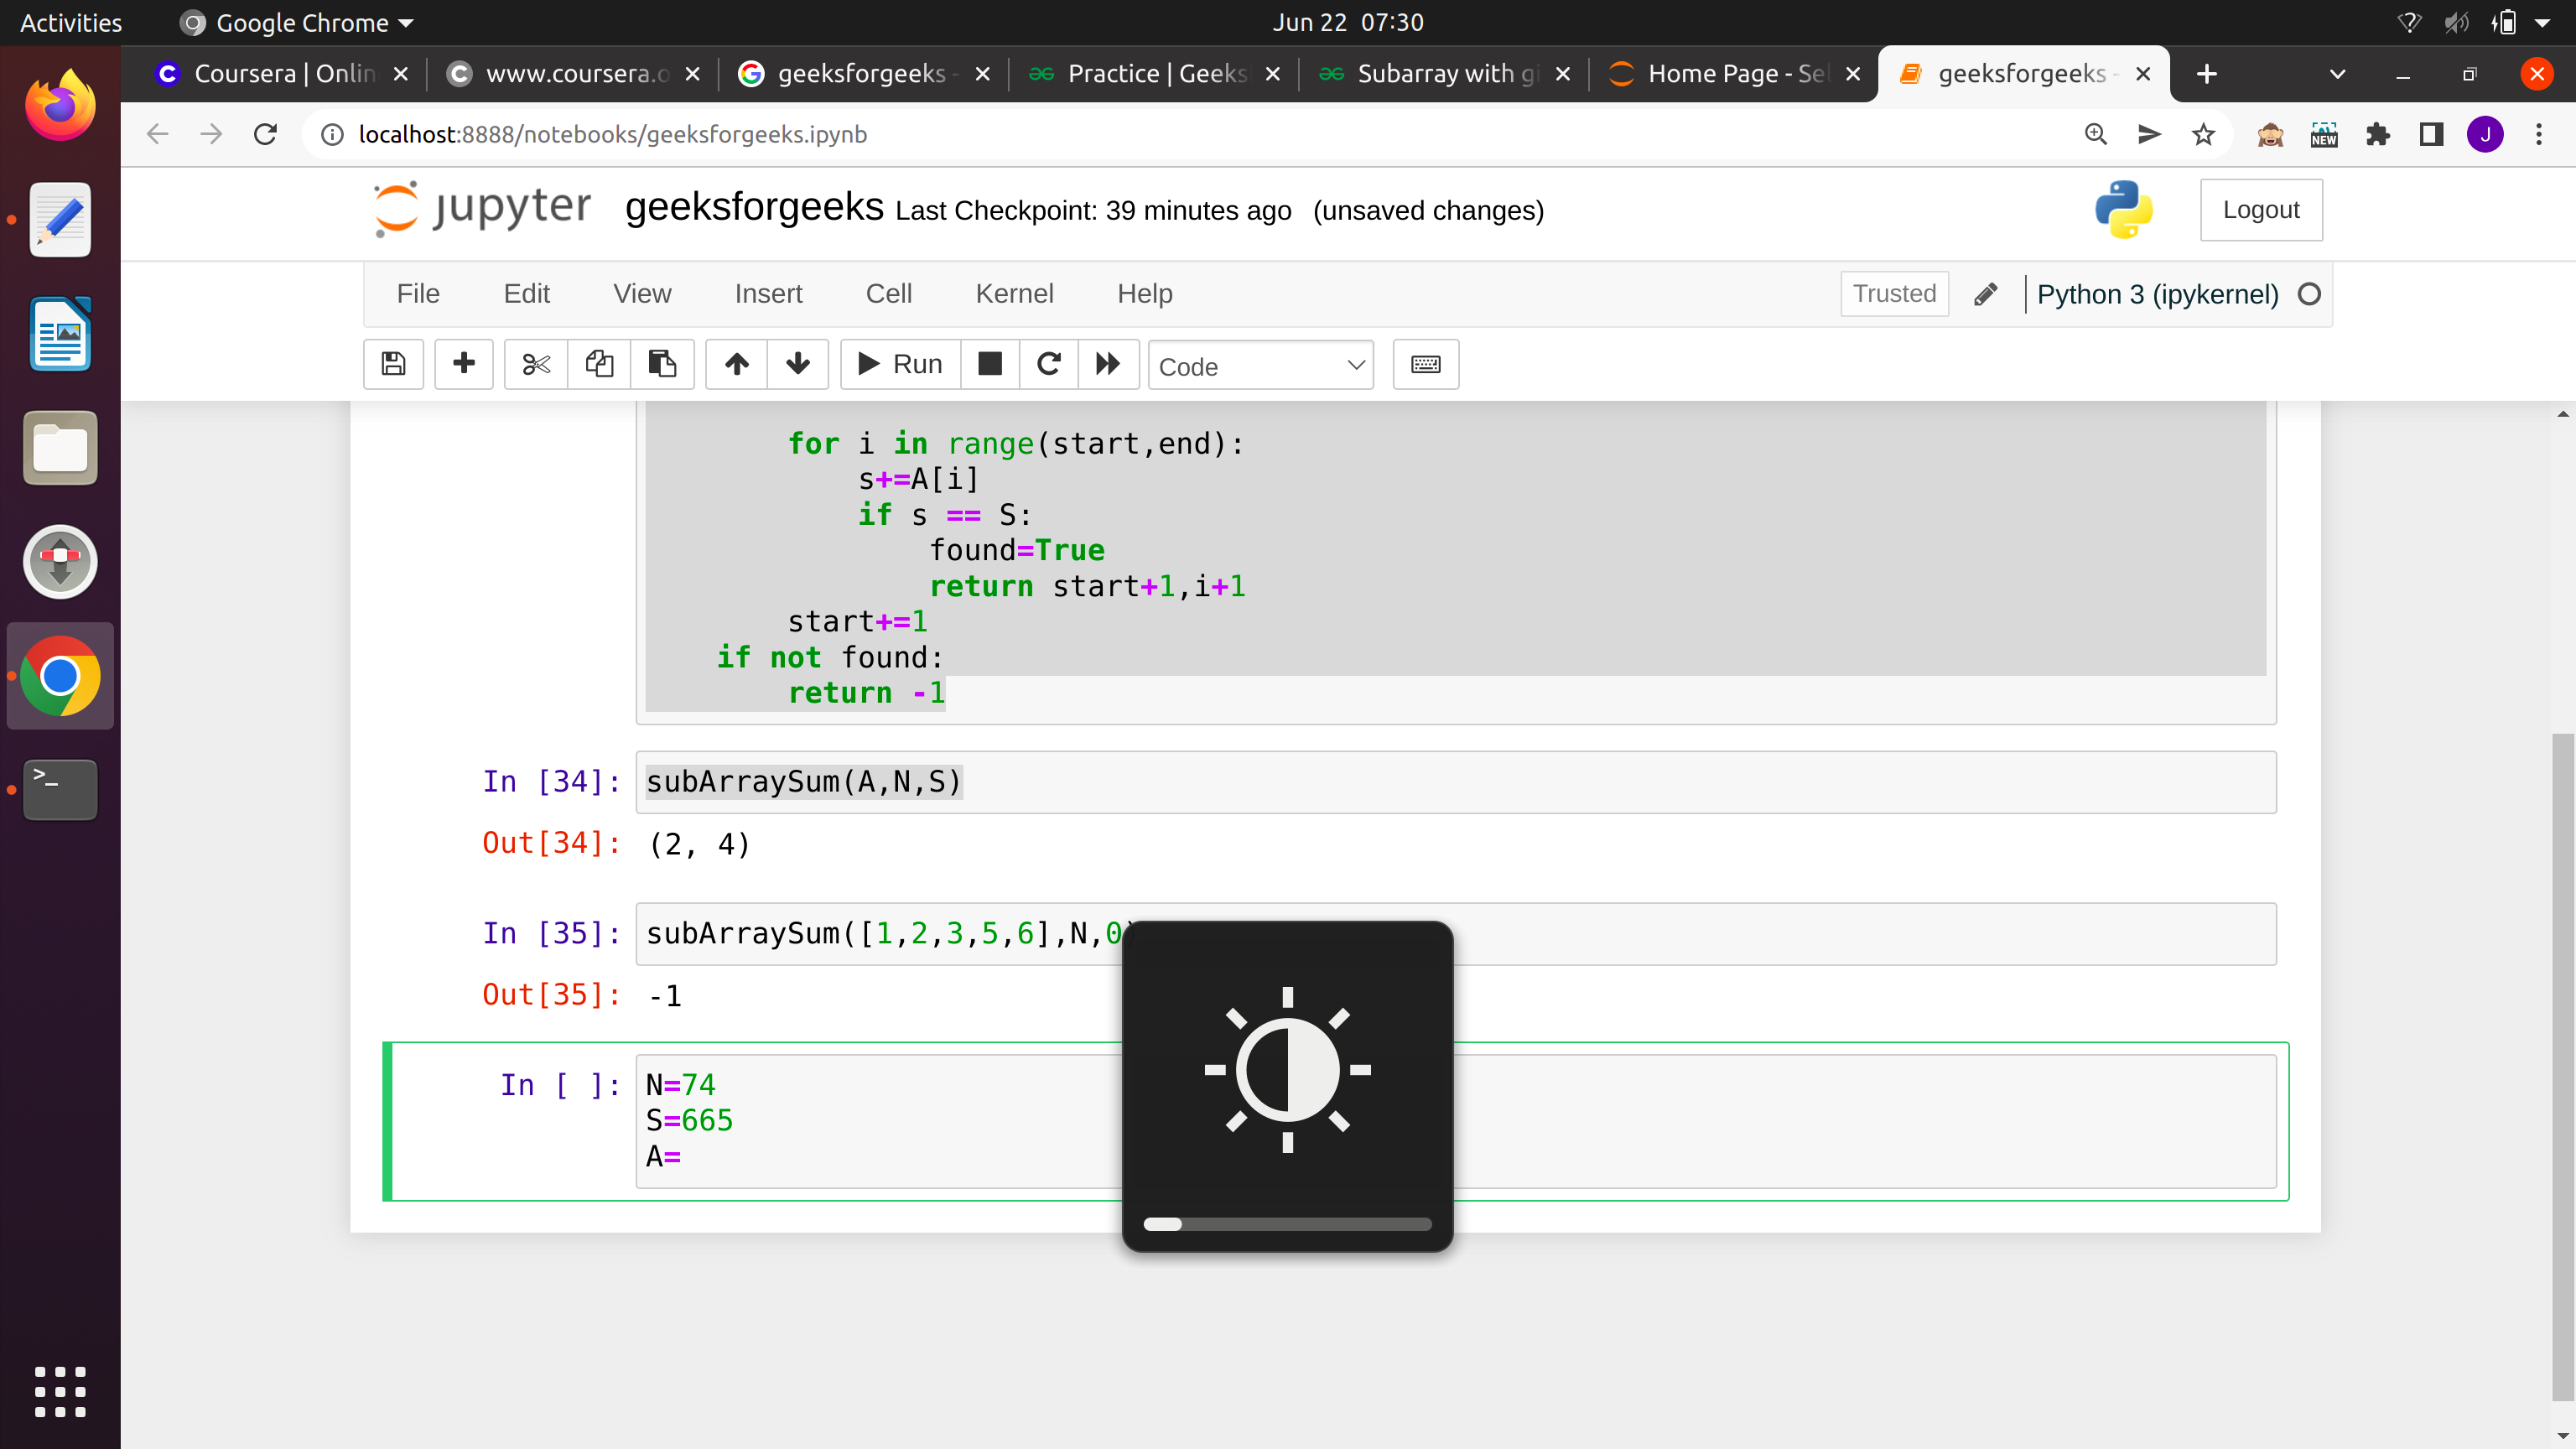 Activities Google Chrome Jun 22 07:30
Coursera | Onlin www.coursera.o geeksforgeeks - Practice | Geeks Subarray with gi Home Page - Sel geeksforgeeks -
localhost:8888/notebooks/geeksforgeeks.ipynb NEW J
jupyter geeksforgeeks Last Checkpoint: 39 minutes ago (unsaved changes) Logout
File Edit View Insert Cell Kernel Help Trusted Python 3 (ipykernel)
Run Code
for i in range(start,end):
s+=A[i]
if s == S:
found=True
return start+1,i+1
start+=1
if not found:
return -1
In [34]: subArraySum(A,N,S)
Out[34]: (2, 4)
In [35]: subArraySum([1,2,3,5,6],N,0)
Out[35]: -1
In [ ]: N=74
S=665
A=